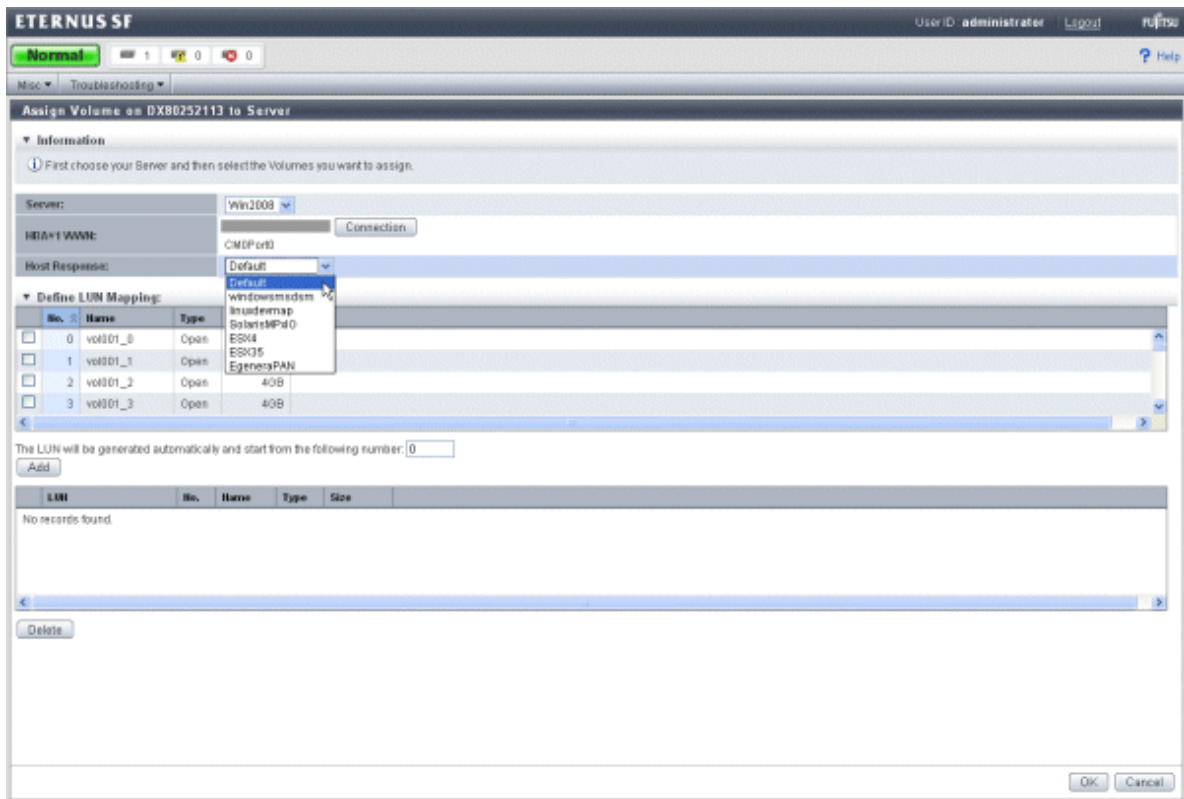 ETERNUS SF
UserID: administrator Logout FUJITSU
Normal 1 0 0 ? Help
Misc Troubleshooting
Assign Volume on DX80252113 to Server
Information
First choose your Server and then select the Volumes you want to assign.
Server: Win2008
HBA#1 WWN: Connection
CM0Port0
Host Response: Default
Default
windowsmsdsm
linuxdevmap
SolarisMPxIO
ESX4
ESX35
EgeneraPAN
Define LUN Mapping:
No. Name Type
0 vol001_0 Open
1 vol001_1 Open
2 vol001_2 Open 4GB
3 vol001_3 Open 4GB
The LUN will be generated automatically and start from the following number: 0
Add
LUN No. Name Type Size
No records found.
Delete
OK Cancel